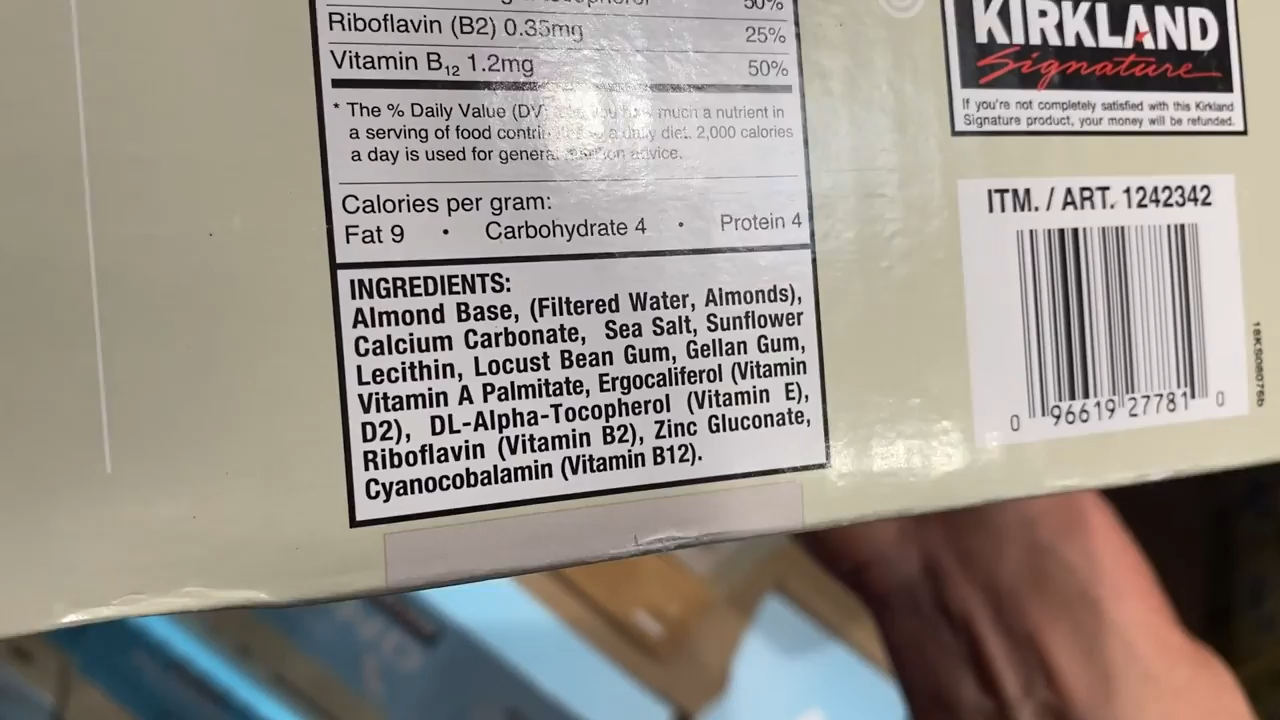 50%
Riboflavin (B2) 0.35mg 25%
Vitamin B12 1.2mg 50%
* The % Daily Value (DV) much a nutrient in
a serving of food a daily diet. 2,000 calories
a day is used for general advice.
Calories per gram:
Fat 9 • Carbohydrate 4 • Protein 4
INGREDIENTS:
Almond Base, (Filtered Water, Almonds),
Calcium Carbonate, Sea Salt, Sunflower
Lecithin, Locust Bean Gum, Gellan Gum,
Vitamin A Palmitate, Ergocaliferol (Vitamin
D2), DL-Alpha-Tocopherol (Vitamin E),
Riboflavin (Vitamin B2), Zinc Gluconate,
Cyanocobalamin (Vitamin B12).
KIRKLAND
Signature
If you're not completely satisfied with this Kirkland
Signature product, your money will be refunded.
ITM. / ART. 1242342
0 96619 27781 0